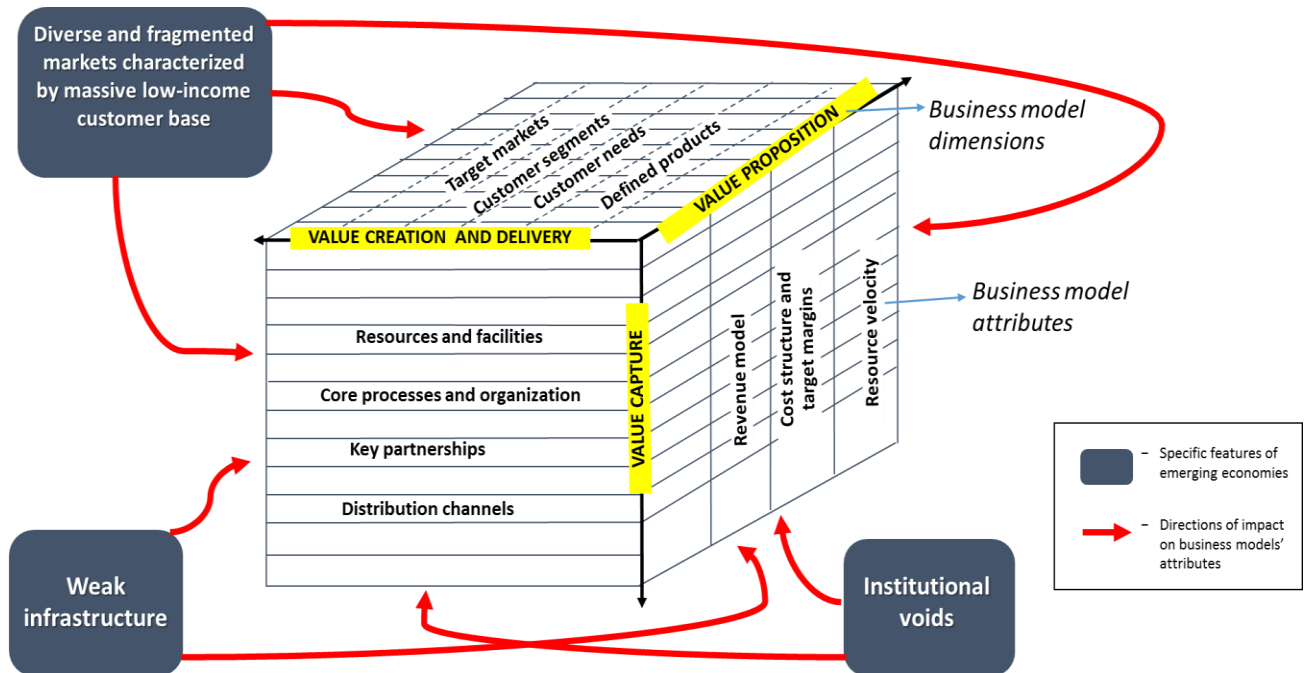 Diverse and fragmented
markets characterized
by massive low-income
customer base
Target markets
Customer segments
Customer needs
Defined products
VALUE PROPOSITION
Business model
dimensions
VALUE CREATION AND DELIVERY
Resources and facilities
Core processes and organization
Key partnerships
Distribution channels
VALUE CAPTURE
Revenue model
Cost structure and
target margins
Resource velocity
Business model
attributes
Weak
infrastructure
Institutional
voids
– Specific features of
emerging economies
– Directions of impact
on business models’
attributes